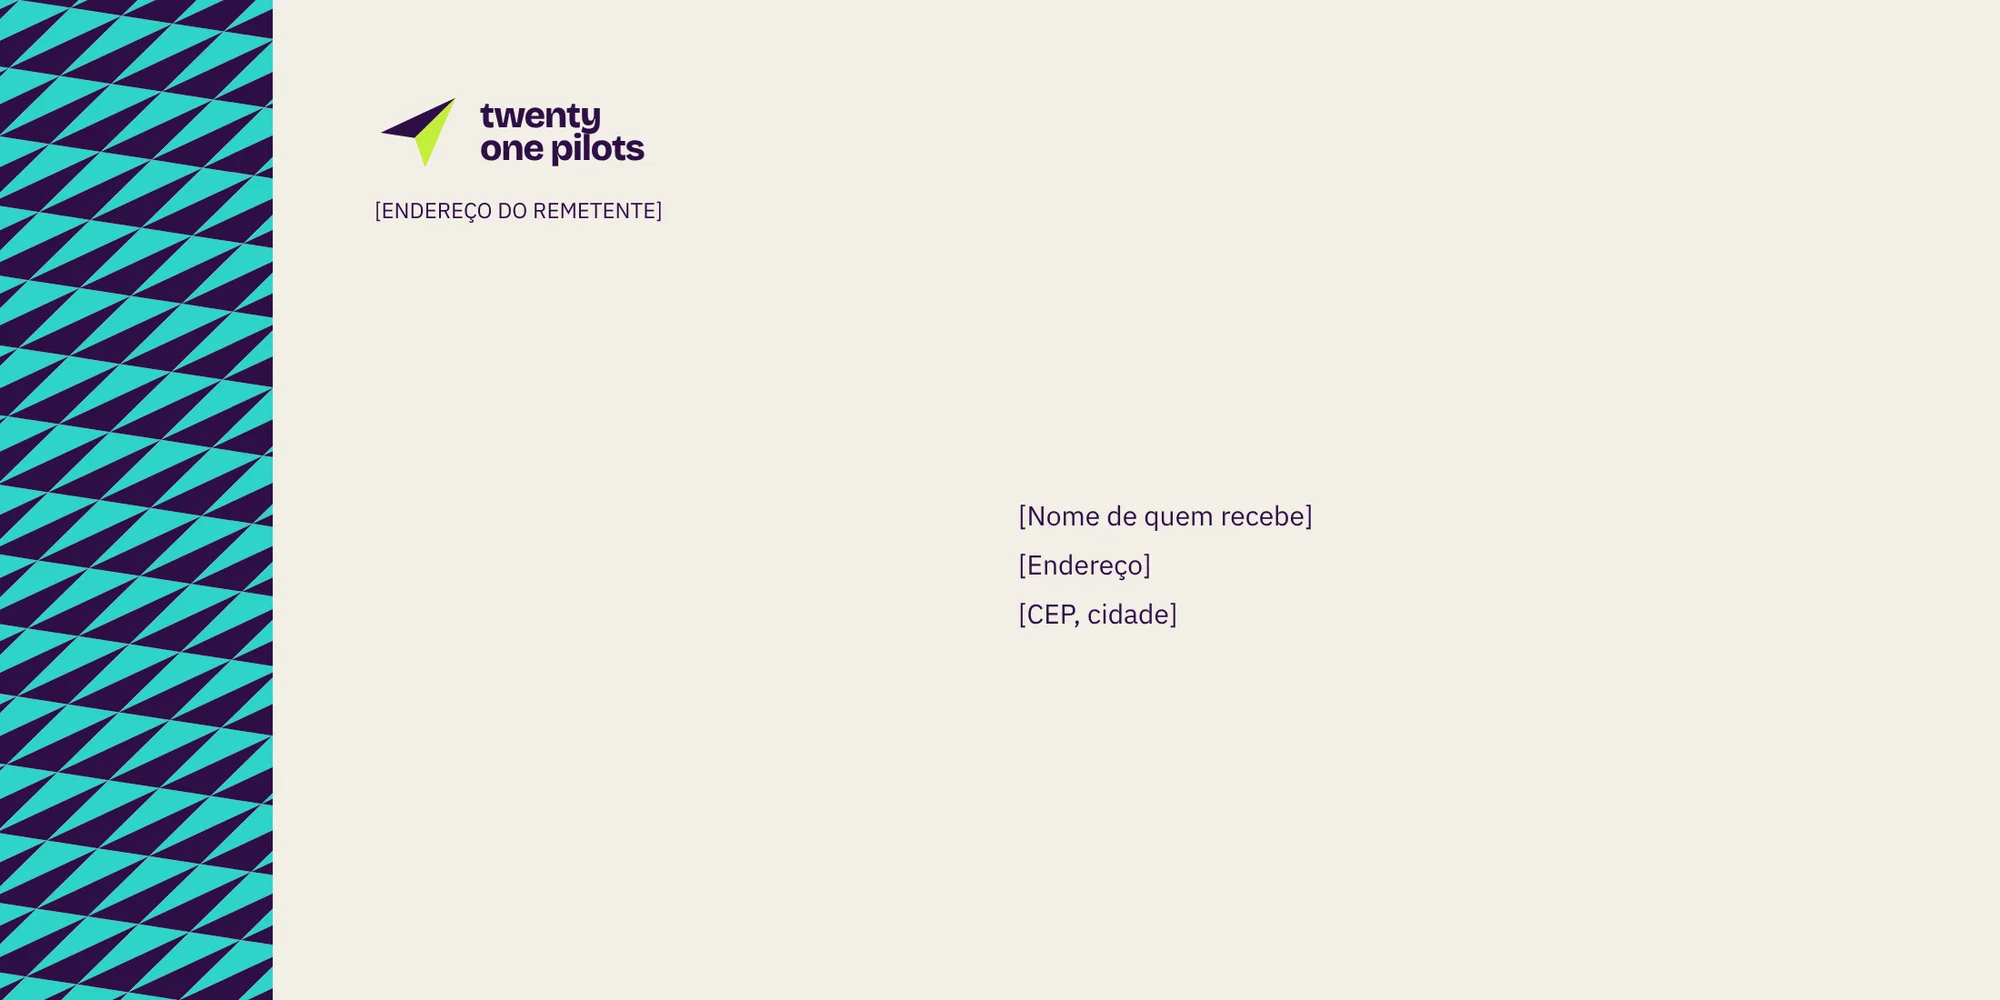 twenty
one pilots
[ENDEREÇO DO REMETENTE]
[Nome de quem recebe]
[Endereço]
[CEP, cidade]